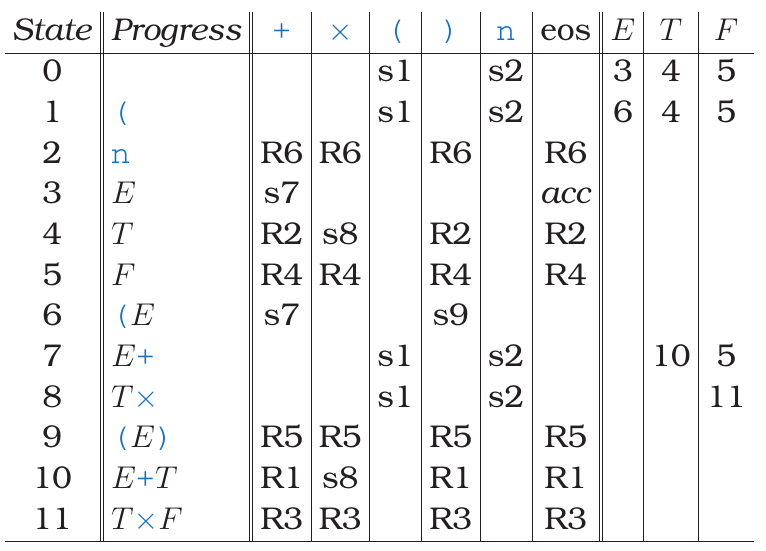 State Progress + × ( ) n eos E T F
0 s1 s2 3 4 5
1 ( s1 s2 6 4 5
2 n R6 R6 R6 R6
3 E s7 acc
4 T R2 s8 R2 R2
5 F R4 R4 R4 R4
6 (E s7 s9
7 E+ s1 s2 10 5
8 T× s1 s2 11
9 (E) R5 R5 R5 R5
10 E+T R1 s8 R1 R1
11 T×F R3 R3 R3 R3